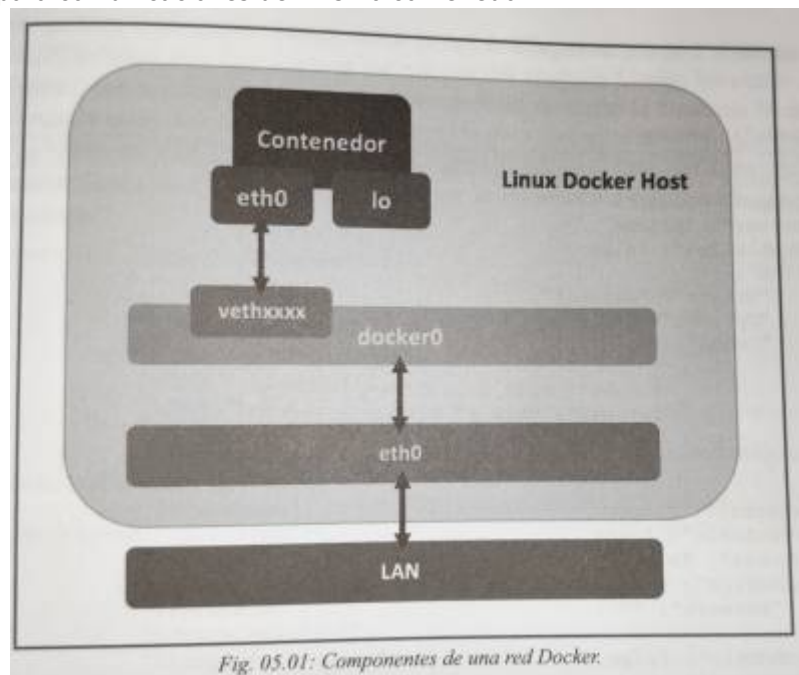 Contenedor
Linux Docker Host
eth0
lo
vethxxxx
docker0
eth0
LAN
Fig. 05.01: Componentes de una red Docker.